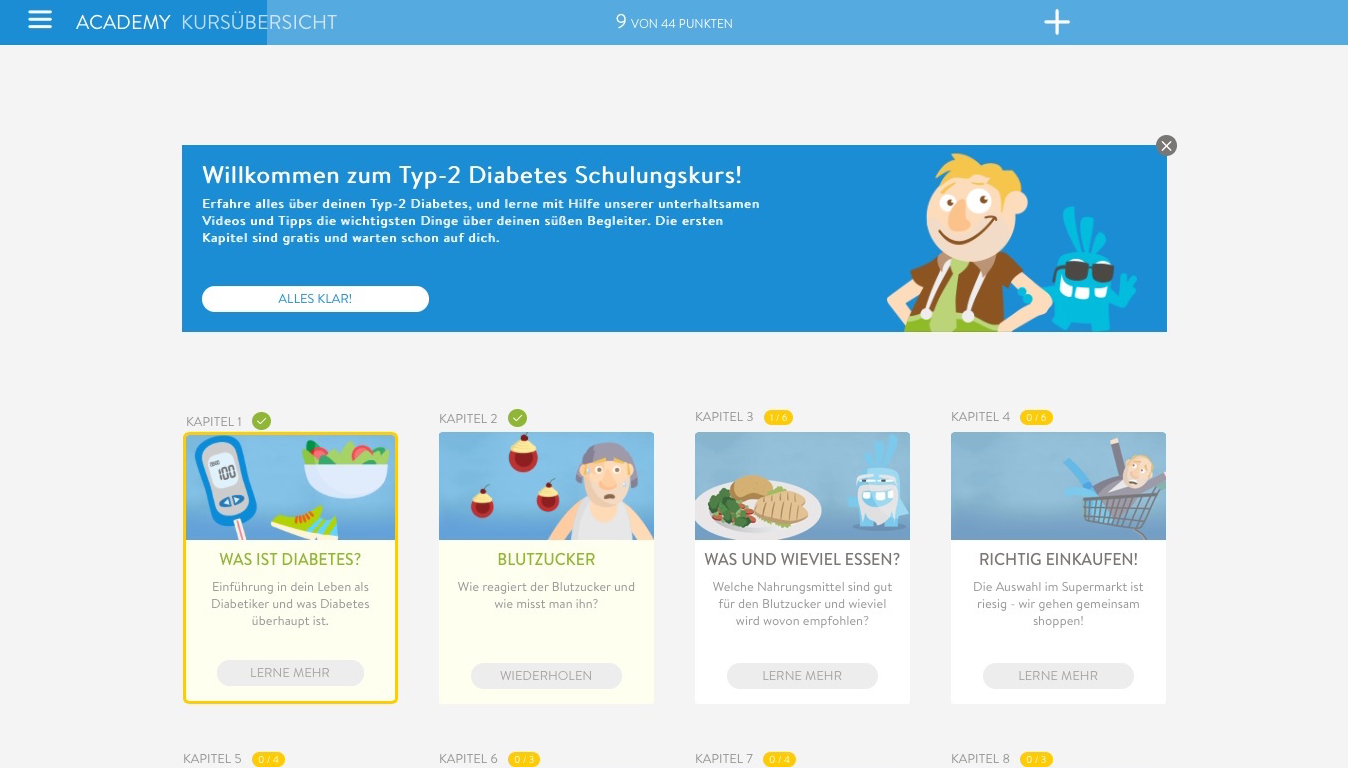 ACADEMY KURSÜBERSICHT
9 VON 44 PUNKTEN
Willkommen zum Typ-2 Diabetes Schulungskurs!
Erfahre alles über deinen Typ-2 Diabetes, und lerne mit Hilfe unserer unterhaltsamen
Videos und Tipps die wichtigsten Dinge über deinen süßen Begleiter. Die ersten
Kapitel sind gratis und warten schon auf dich.
ALLES KLAR!
KAPITEL 1
100
WAS IST DIABETES?
Einführung in dein Leben als
Diabetiker und was Diabetes
überhaupt ist.
LERNE MEHR
KAPITEL 2
BLUTZUCKER
Wie reagiert der Blutzucker und
wie misst man ihn?
WIEDERHOLEN
KAPITEL 3 1 / 6
WAS UND WIEVIEL ESSEN?
Welche Nahrungsmittel sind gut
für den Blutzucker und wieviel
wird wovon empfohlen?
LERNE MEHR
KAPITEL 4 0 / 6
RICHTIG EINKAUFEN!
Die Auswahl im Supermarkt ist
riesig - wir gehen gemeinsam
shoppen!
LERNE MEHR
KAPITEL 5 0 / 4
KAPITEL 6 0 / 3
KAPITEL 7 0 / 4
KAPITEL 8 0 / 3